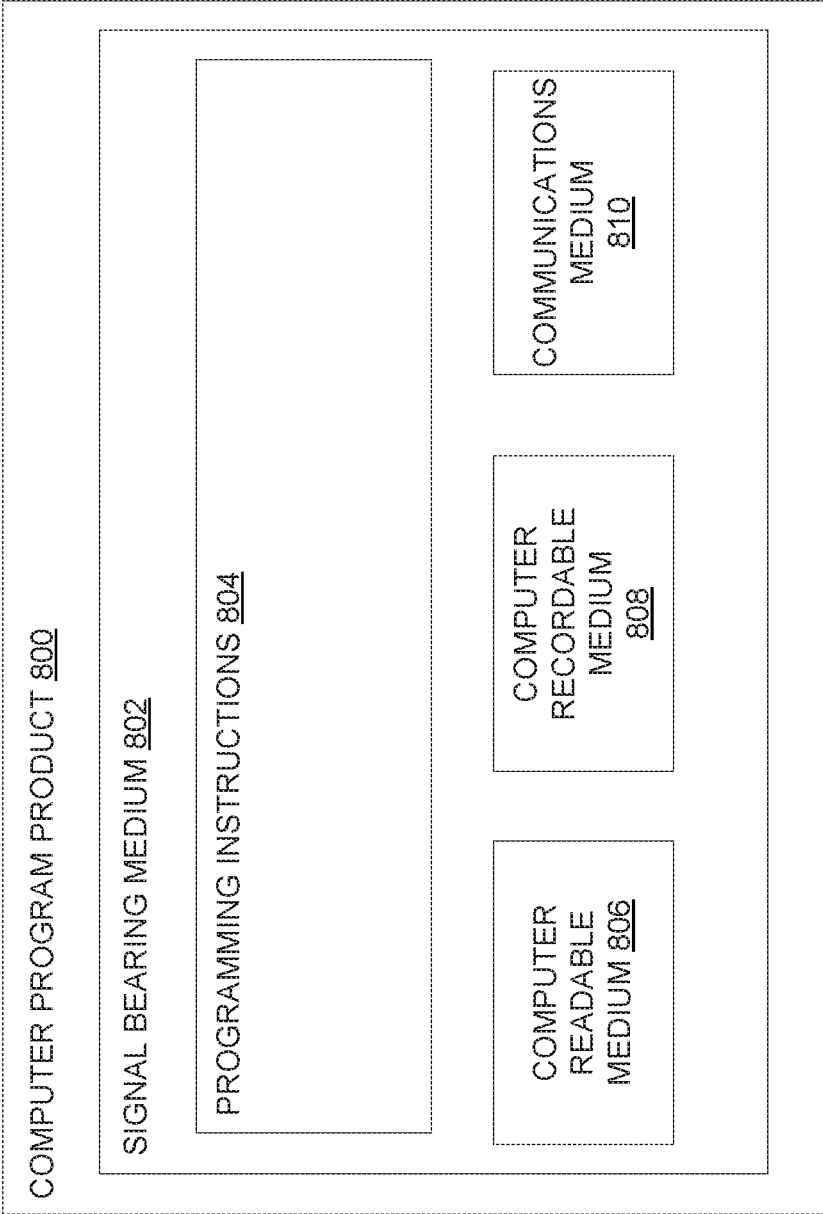 COMPUTER PROGRAM PRODUCT 800
SIGNAL BEARING MEDIUM 802
PROGRAMMING INSTRUCTIONS 804
COMPUTER
READABLE
MEDIUM 806
COMPUTER
RECORDABLE
MEDIUM
808
COMMUNICATIONS
MEDIUM
810